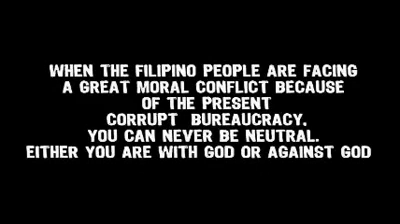 WHEN THE FILIPINO PEOPLE ARE FACING
A GREAT MORAL CONFLICT BECAUSE
OF THE PRESENT
CORRUPT BUREAUCRACY.
YOU CAN NEVER BE NEUTRAL.
EITHER YOU ARE WITH GOD OR AGAINST GOD